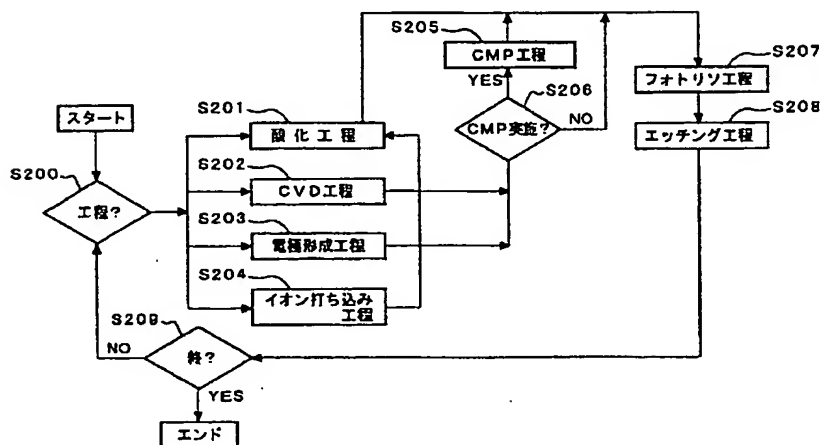 S205
CMP工程
YES
S206
CMP実施?
NO
S207
フォトリソ工程
S208
エッチング工程
スタート
S200
工程?
S201
酸化工程
S202
CVD工程
S203
電極形成工程
S204
イオン打ち込み
工程
S209
NO
終?
YES
エンド